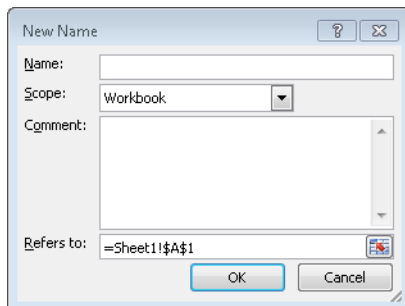 New Name
Name:
Scope: Workbook
Comment:
Refers to: =Sheet1!$A$1
OK Cancel